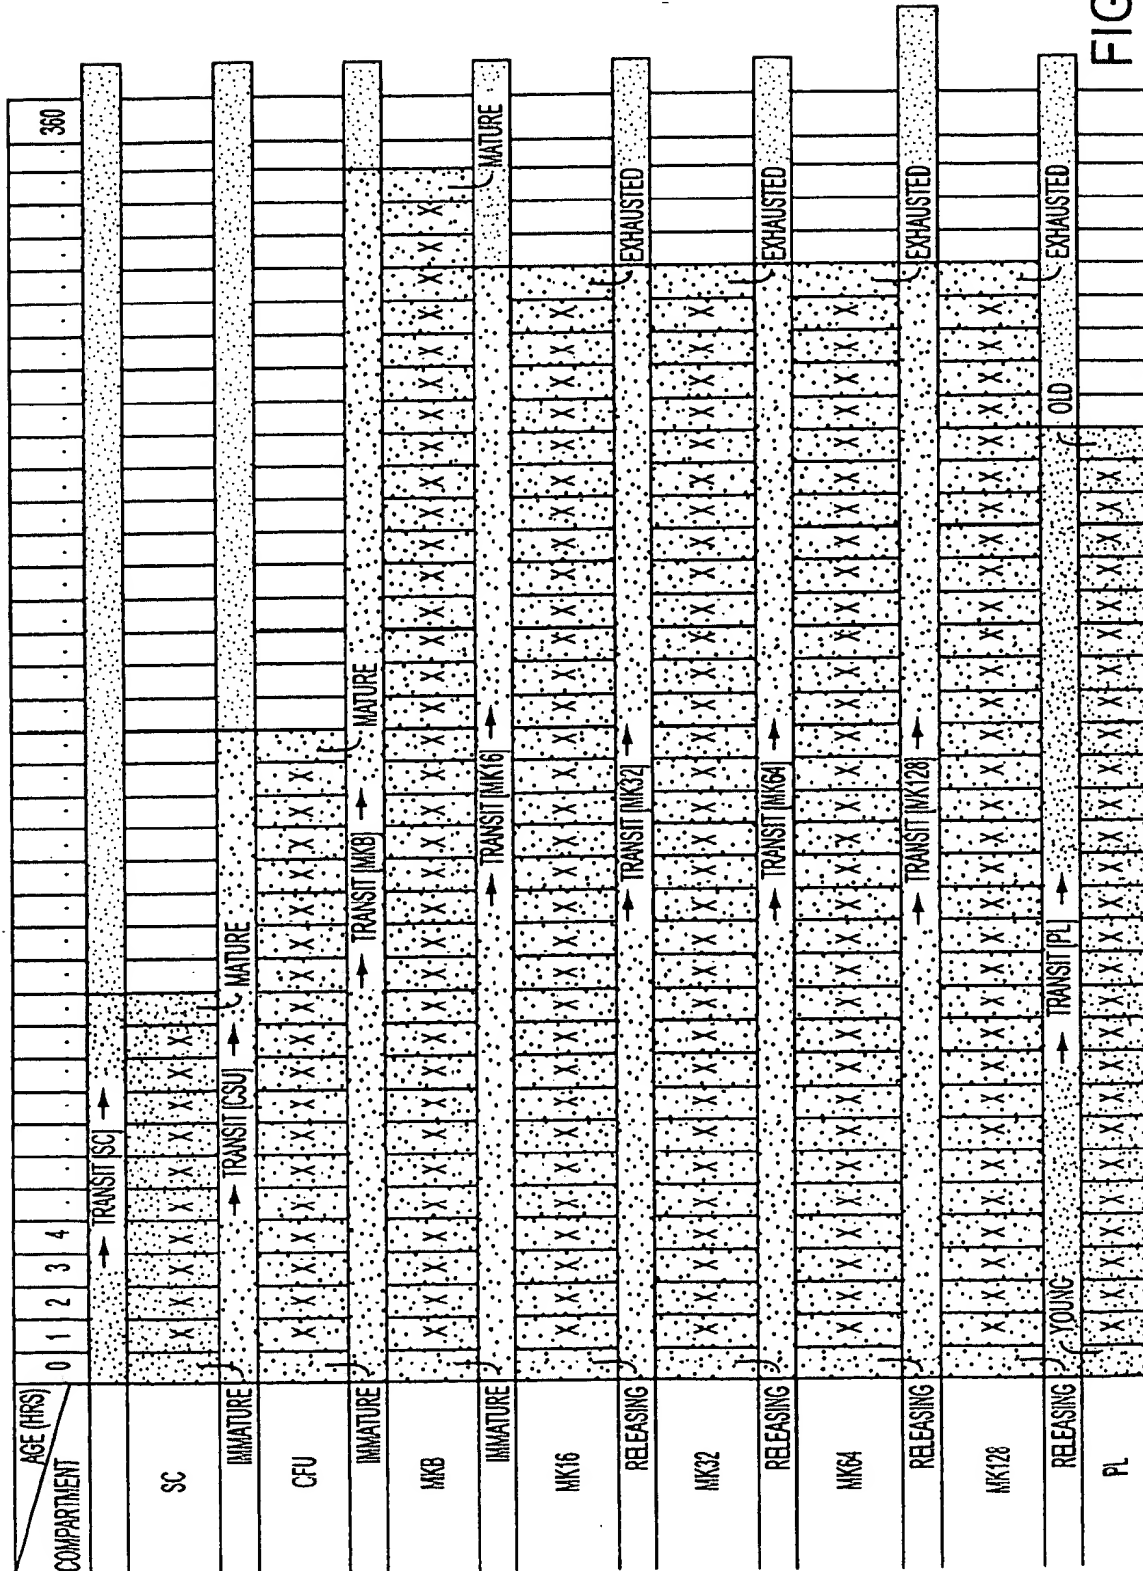 FIG
AGE (HRS)
COMPARTMENT
0 1 2 3 4 . . . . . . . . . . . . . . . . . . . . . . . . . . . . . . . . . 360
TRANSIT [SC]
SC X X X X X X X X X X
IMMATURE TRANSIT [CSU] MATURE
CFU X X X X X X X X X X X X X X X X X X
IMMATURE TRANSIT [MKB] MATURE
MKB X X X X X X X X X X X X X X X X X X X X X X X X X X X X X X X X X X X
IMMATURE TRANSIT [MK16] MATURE
MK16 X X X X X X X X X X X X X X X X X X X X X X X X X X X X X X X X
RELEASING TRANSIT [MK32] EXHAUSTED
MK32 X X X X X X X X X X X X X X X X X X X X X X X X X X X X X X X X
RELEASING TRANSIT [MK64] EXHAUSTED
MK64 X X X X X X X X X X X X X X X X X X X X X X X X X X X X X X X X
RELEASING TRANSIT [MK128] EXHAUSTED
MK128 X X X X X X X X X X X X X X X X X X X X X X X X X X X X X X X X
RELEASING YOUNG TRANSIT [PL] OLD EXHAUSTED
PL X X X X X X X X X X X X X X X X X X X X X X X X X X X